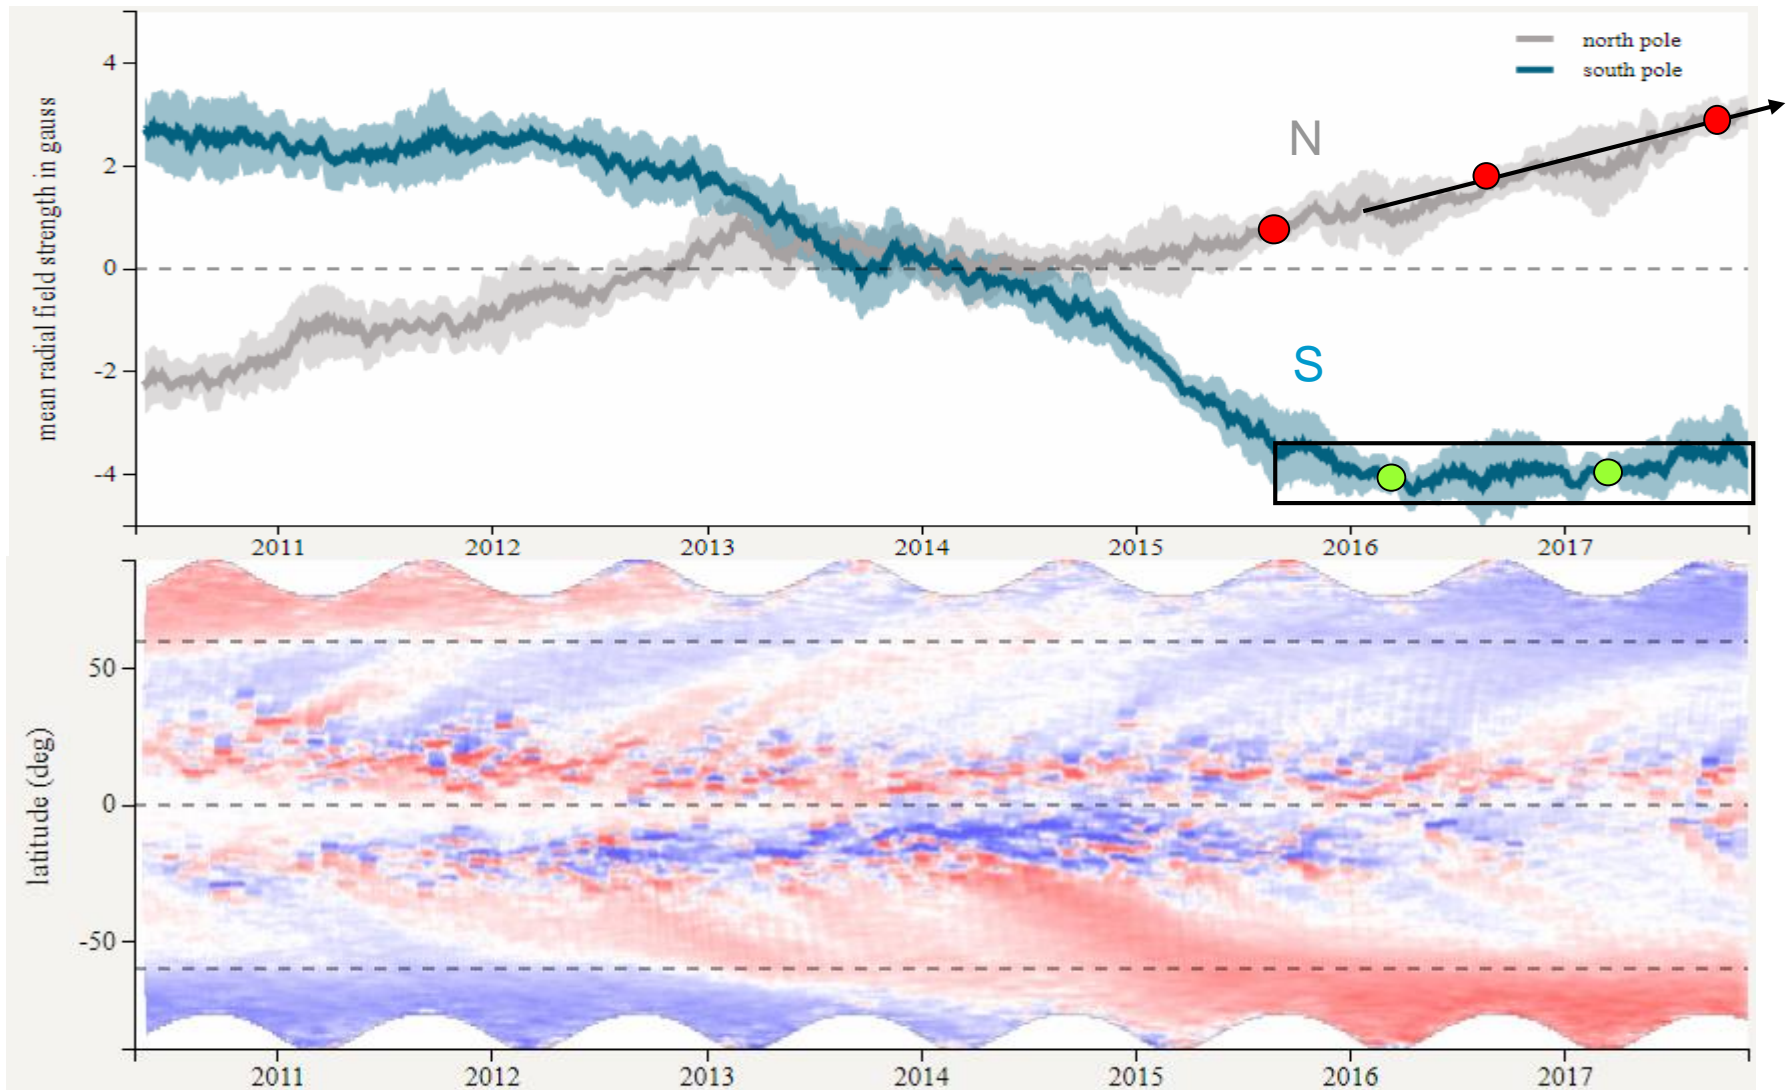 north pole
south pole
4
2
0
-2
-4
mean radial field strength in gauss
N
S
2011 2012 2013 2014 2015 2016 2017
50
0
-50
latitude (deg)
2011 2012 2013 2014 2015 2016 2017